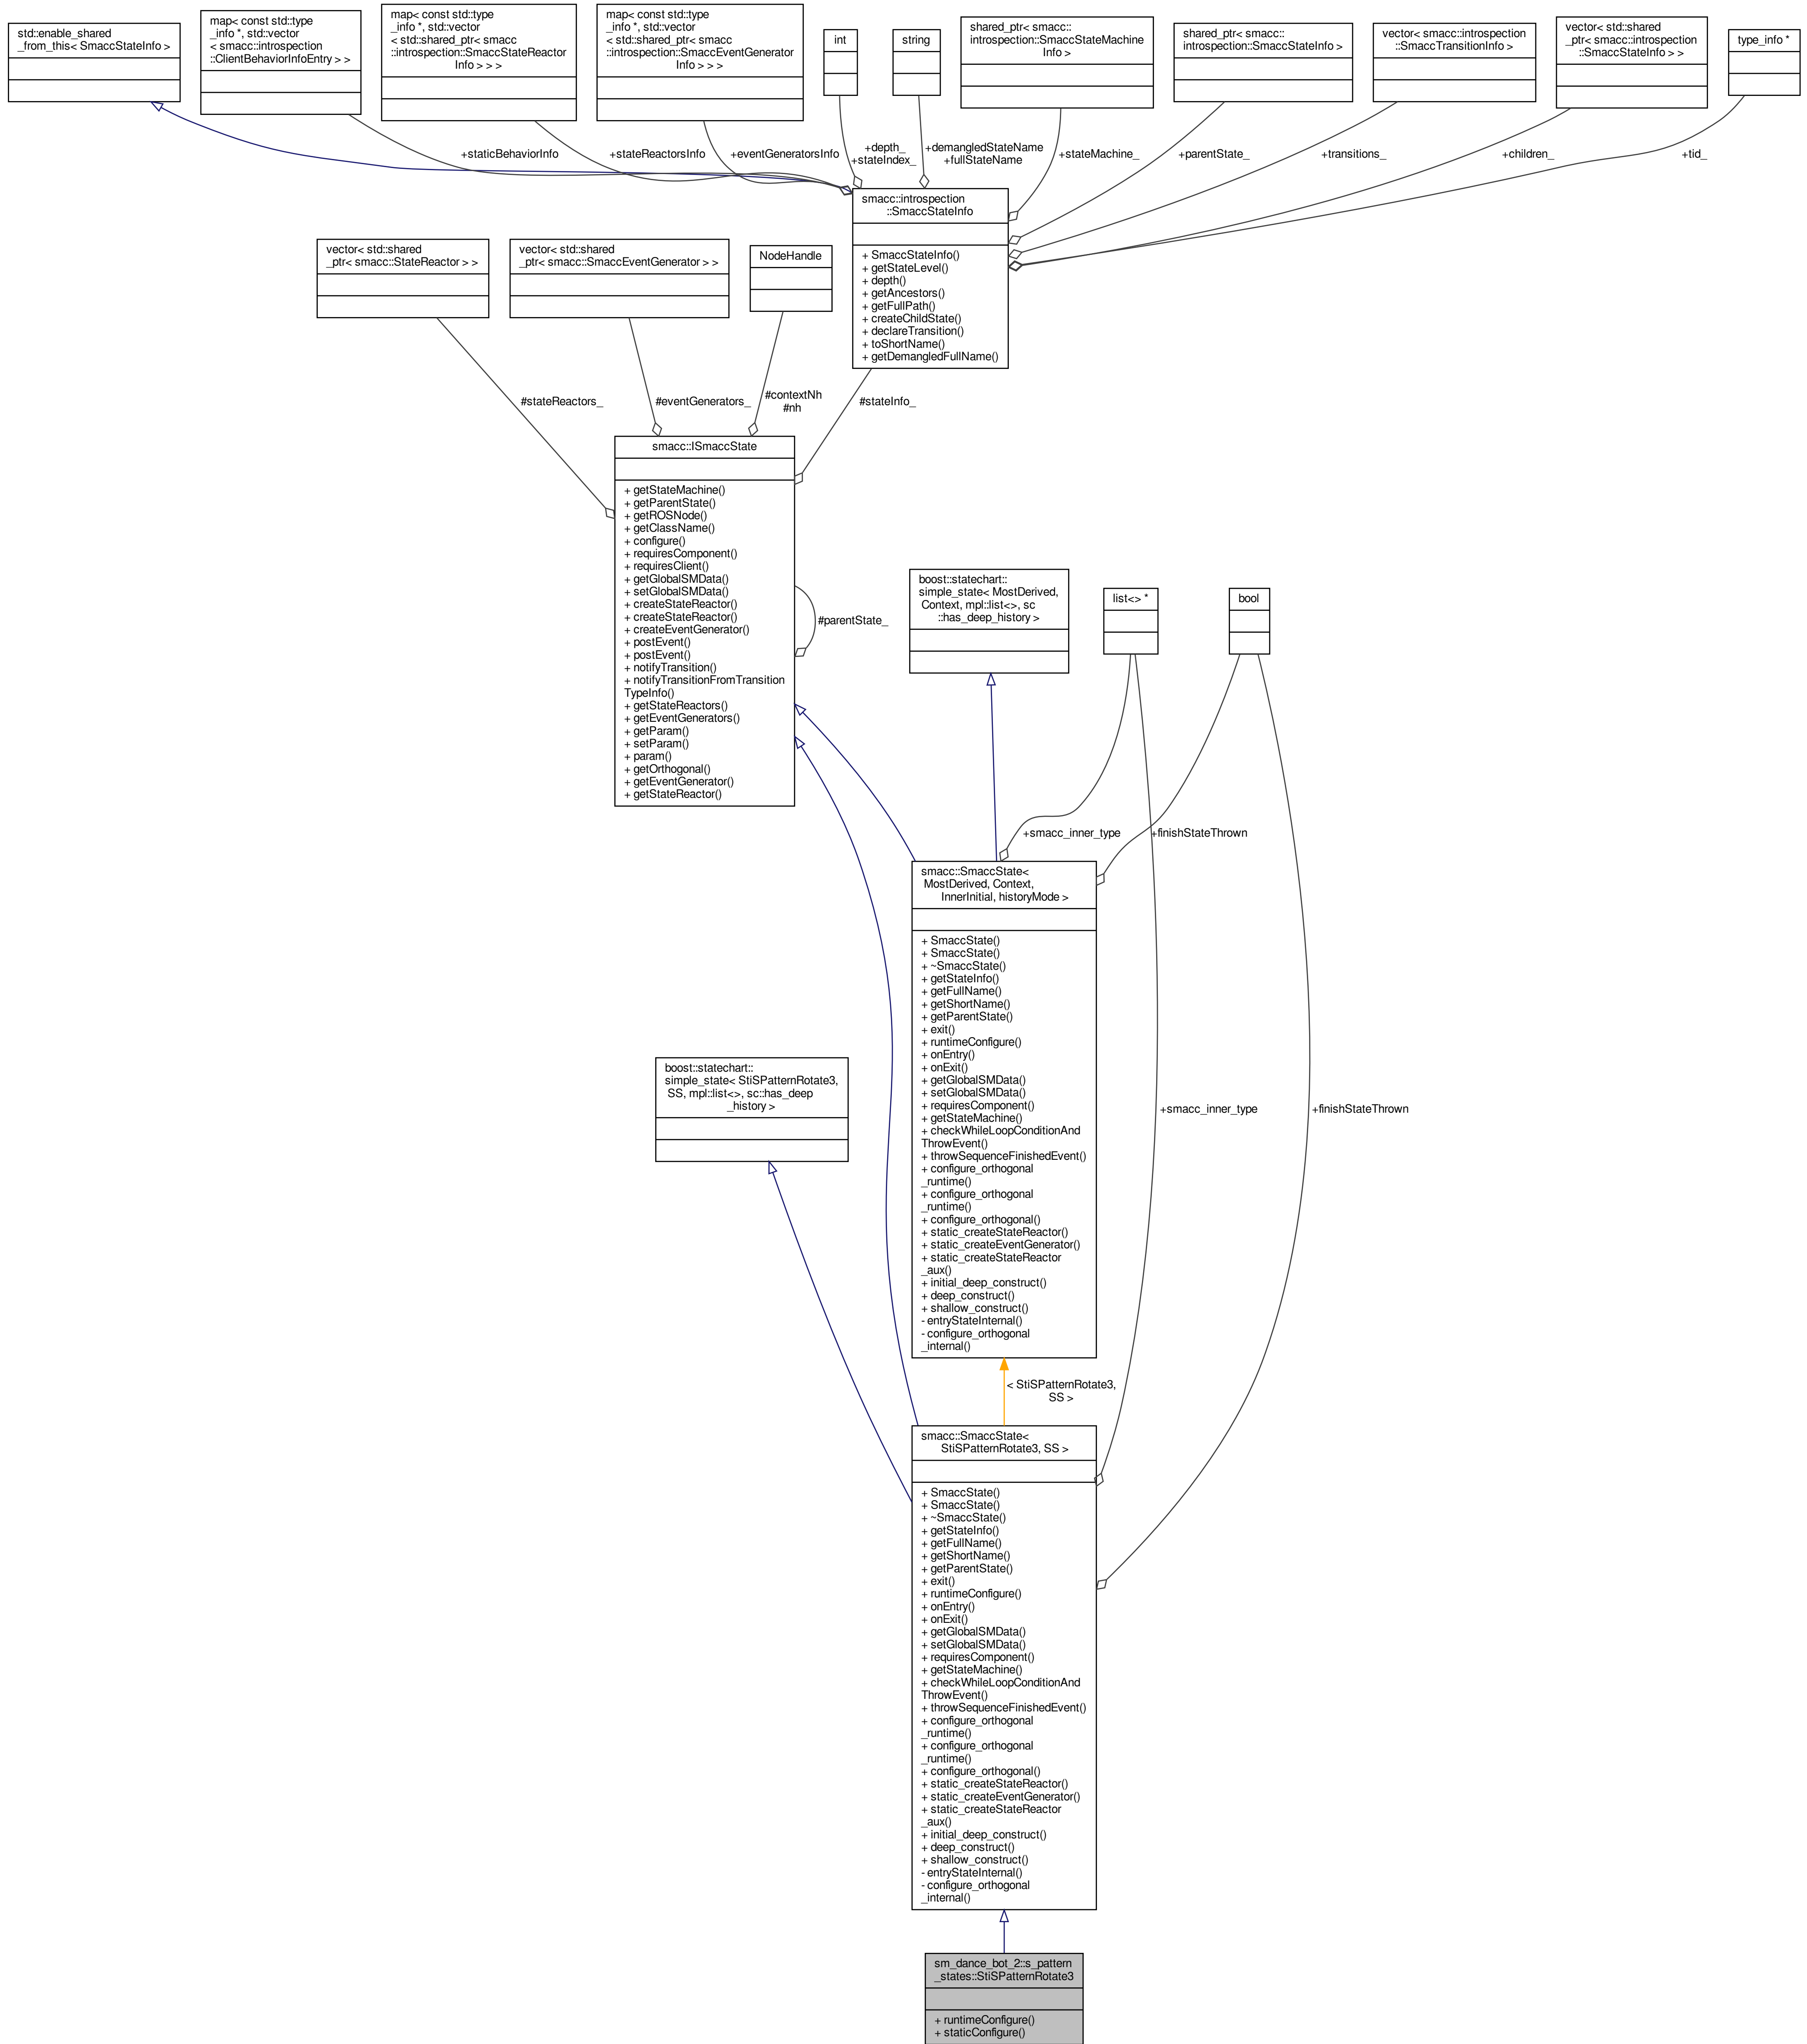 std::enable_shared
_from_this< SmaccStateInfo >
map< const std::type
_info *, std::vector
< smacc::introspection
::ClientBehaviorInfoEntry > >
map< const std::type
_info *, std::vector
< std::shared_ptr< smacc
::introspection::SmaccStateReactor
Info > > >
map< const std::type
_info *, std::vector
< std::shared_ptr< smacc
::introspection::SmaccEventGenerator
Info > > >
int
string
shared_ptr< smacc::
introspection::SmaccStateMachine
Info >
shared_ptr< smacc::
introspection::SmaccStateInfo >
vector< smacc::introspection
::SmaccTransitionInfo >
vector< std::shared
_ptr< smacc::introspection
::SmaccStateInfo > >
type_info *
+staticBehaviorInfo
+stateReactorsInfo
+eventGeneratorsInfo
+depth_
+stateIndex_
+demangledStateName
+fullStateName
+stateMachine_
+parentState_
+transitions_
+children_
+tid_
smacc::introspection
::SmaccStateInfo
+ SmaccStateInfo()
+ getStateLevel()
+ depth()
+ getAncestors()
+ getFullPath()
+ createChildState()
+ declareTransition()
+ toShortName()
+ getDemangledFullName()
vector< std::shared
_ptr< smacc::StateReactor > >
vector< std::shared
_ptr< smacc::SmaccEventGenerator > >
NodeHandle
#stateReactors_
#eventGenerators_
#contextNh
#nh
#stateInfo_
smacc::ISmaccState
+ getStateMachine()
+ getParentState()
+ getROSNode()
+ getClassName()
+ configure()
+ requiresComponent()
+ requiresClient()
+ getGlobalSMData()
+ setGlobalSMData()
+ createStateReactor()
+ createStateReactor()
+ createEventGenerator()
+ postEvent()
+ postEvent()
+ notifyTransition()
+ notifyTransitionFromTransition
TypeInfo()
+ getStateReactors()
+ getEventGenerators()
+ getParam()
+ setParam()
+ param()
+ getOrthogonal()
+ getEventGenerator()
+ getStateReactor()
#parentState_
boost::statechart::
simple_state< MostDerived,
Context, mpl::list<>, sc
::has_deep_history >
list<> *
bool
+smacc_inner_type
+finishStateThrown
smacc::SmaccState<
MostDerived, Context,
InnerInitial, historyMode >
+ SmaccState()
+ SmaccState()
+ ~SmaccState()
+ getStateInfo()
+ getFullName()
+ getShortName()
+ getParentState()
+ exit()
+ runtimeConfigure()
+ onEntry()
+ onExit()
+ getGlobalSMData()
+ setGlobalSMData()
+ requiresComponent()
+ getStateMachine()
+ checkWhileLoopConditionAnd
ThrowEvent()
+ throwSequenceFinishedEvent()
+ configure_orthogonal
_runtime()
+ configure_orthogonal
_runtime()
+ configure_orthogonal()
+ static_createStateReactor()
+ static_createEventGenerator()
+ static_createStateReactor
_aux()
+ initial_deep_construct()
+ deep_construct()
+ shallow_construct()
- entryStateInternal()
- configure_orthogonal
_internal()
boost::statechart::
simple_state< StiSPatternRotate3,
SS, mpl::list<>, sc::has_deep
_history >
+smacc_inner_type
+finishStateThrown
< StiSPatternRotate3,
SS >
smacc::SmaccState<
StiSPatternRotate3, SS >
+ SmaccState()
+ SmaccState()
+ ~SmaccState()
+ getStateInfo()
+ getFullName()
+ getShortName()
+ getParentState()
+ exit()
+ runtimeConfigure()
+ onEntry()
+ onExit()
+ getGlobalSMData()
+ setGlobalSMData()
+ requiresComponent()
+ getStateMachine()
+ checkWhileLoopConditionAnd
ThrowEvent()
+ throwSequenceFinishedEvent()
+ configure_orthogonal
_runtime()
+ configure_orthogonal
_runtime()
+ configure_orthogonal()
+ static_createStateReactor()
+ static_createEventGenerator()
+ static_createStateReactor
_aux()
+ initial_deep_construct()
+ deep_construct()
+ shallow_construct()
- entryStateInternal()
- configure_orthogonal
_internal()
sm_dance_bot_2::s_pattern
_states::StiSPatternRotate3
+ runtimeConfigure()
+ staticConfigure()